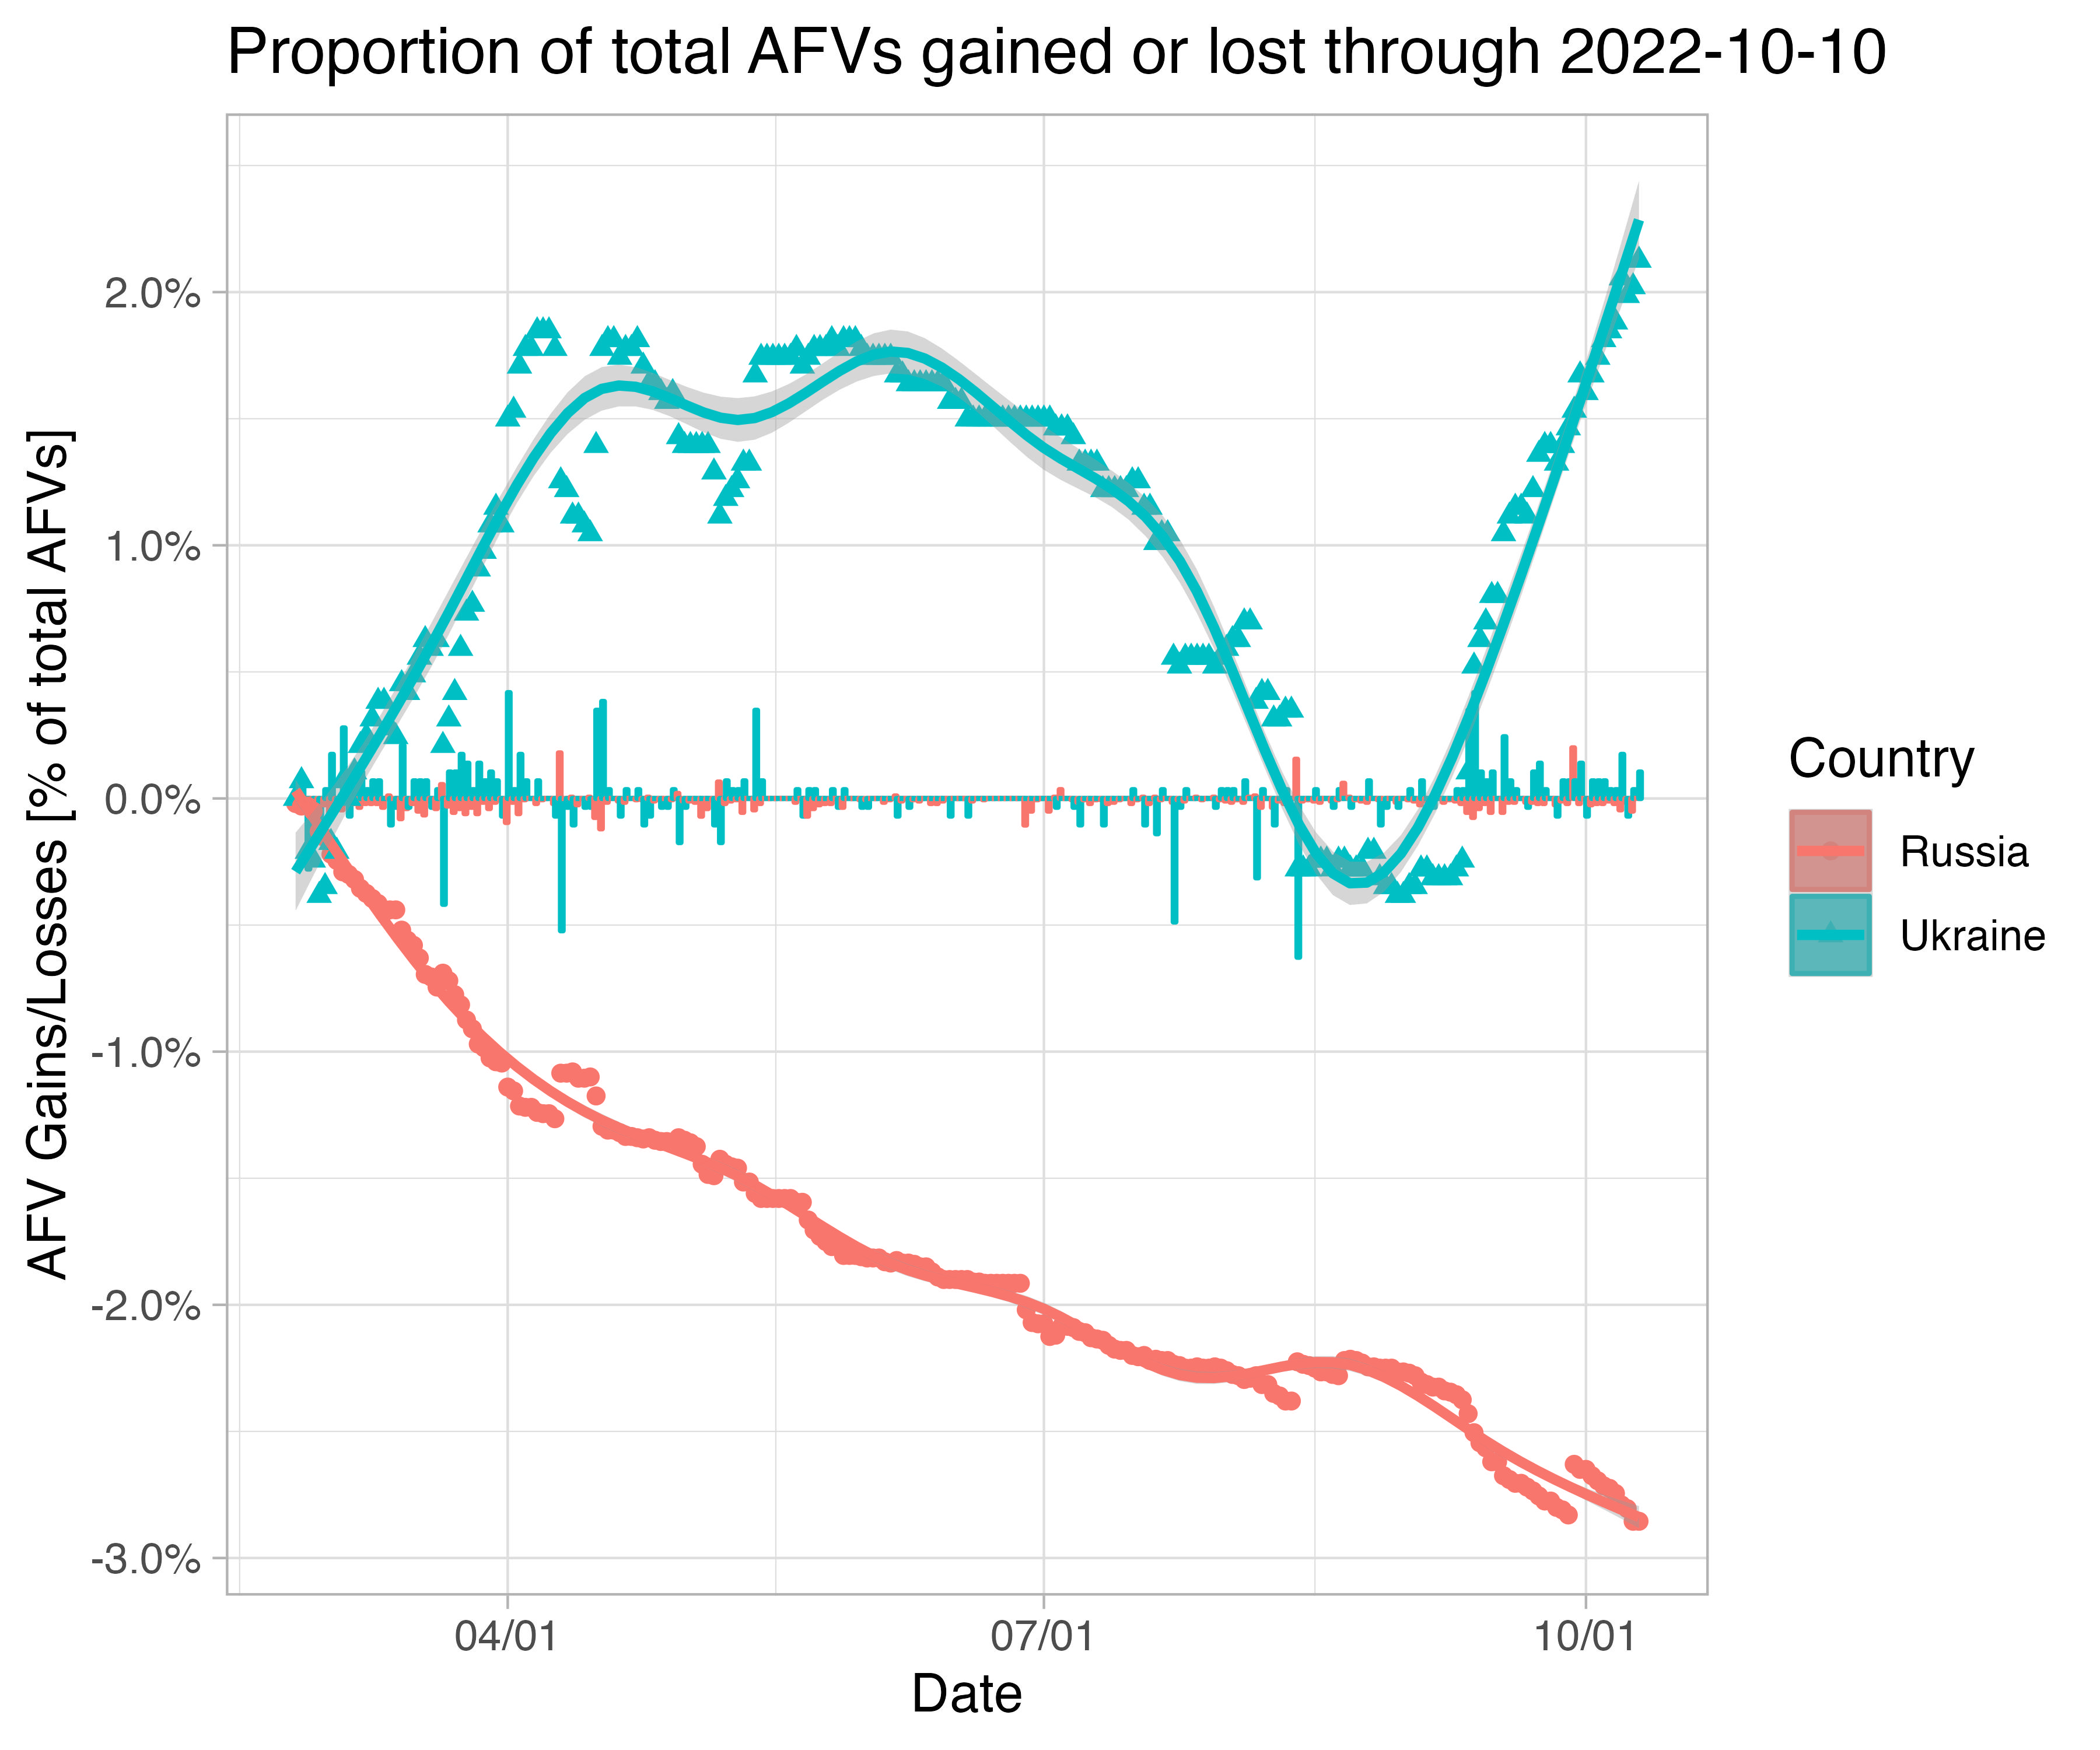 Proportion of total AFVs gained or lost through 2022-10-10
AFV Gains/Losses [% of total AFVs]
2.0%
1.0%
0.0%
-1.0%
-2.0%
-3.0%
04/01
07/01
10/01
Date
Country
Russia
Ukraine